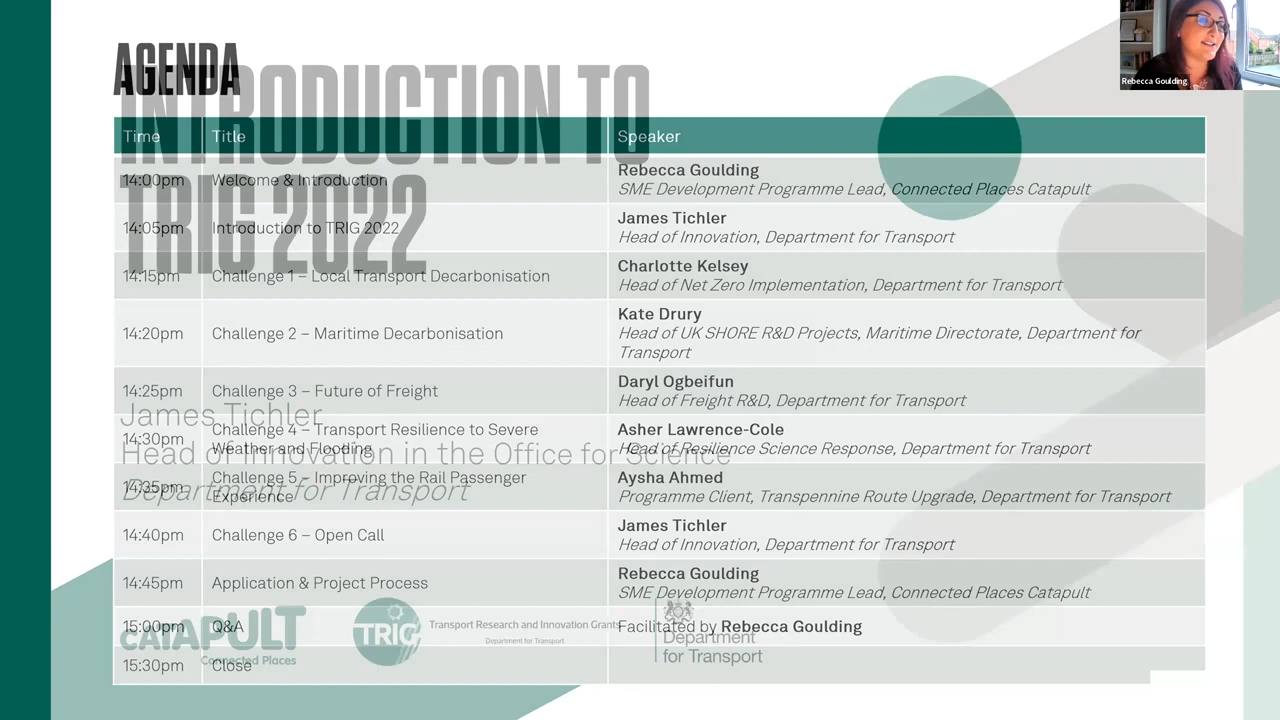 AGENDA
INTRODUCTION TO
TRIG 2022
Time Title Speaker
14:00pm Welcome & Introduction Rebecca Goulding
SME Development Programme Lead, Connected Places Catapult
14:05pm Introduction to TRIG 2022 James Tichler
Head of Innovation, Department for Transport
14:15pm Challenge 1 – Local Transport Decarbonisation Charlotte Kelsey
Head of Net Zero Implementation, Department for Transport
14:20pm Challenge 2 – Maritime Decarbonisation Kate Drury
Head of UK SHORE R&D Projects, Maritime Directorate, Department for
Transport
14:25pm Challenge 3 – Future of Freight Daryl Ogbeifun
Head of Freight R&D, Department for Transport
14:30pm Challenge 4 – Transport Resilience to Severe
Weather and Flooding Asher Lawrence-Cole
Head of Resilience Science Response, Department for Transport
14:35pm Challenge 5 – Improving the Rail Passenger
Experience Aysha Ahmed
Programme Client, Transpennine Route Upgrade, Department for Transport
14:40pm Challenge 6 – Open Call James Tichler
Head of Innovation, Department for Transport
14:45pm Application & Project Process Rebecca Goulding
SME Development Programme Lead, Connected Places Catapult
15:00pm Q&A Facilitated by Rebecca Goulding
15:30pm Close
James Tichler
Head of Innovation in the Office for Science
Department for Transport
CATAPULT
Connected Places
TRIG
Transport Research and Innovation Grants
Department for Transport
Department
for Transport
Rebecca Goulding